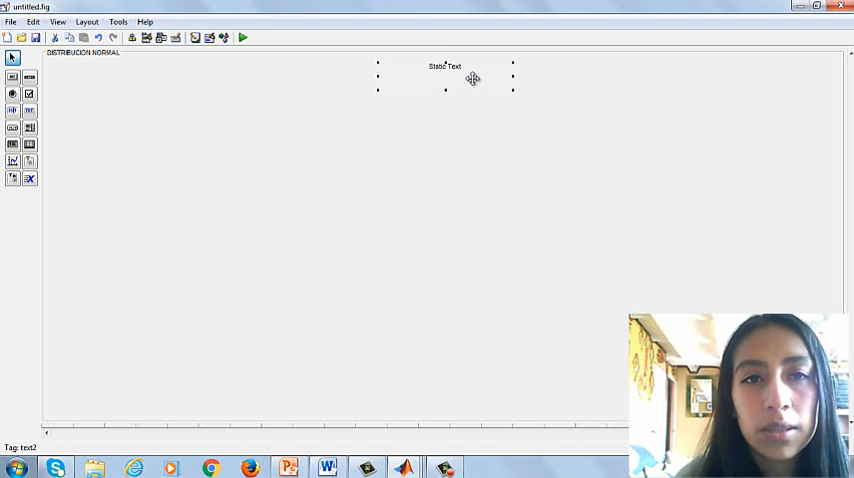 untitled.fig
File Edit View Layout Tools Help
DISTRIBUCION NORMAL
Static Text
Tag: text2